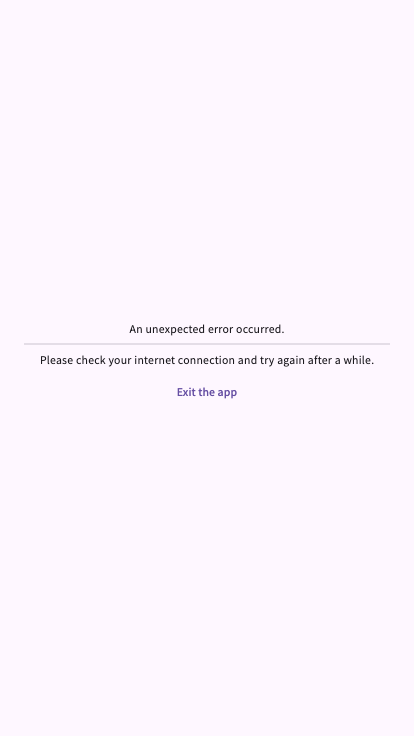 An unexpected error occurred.
Please check your internet connection and try again after a while.
Exit the app